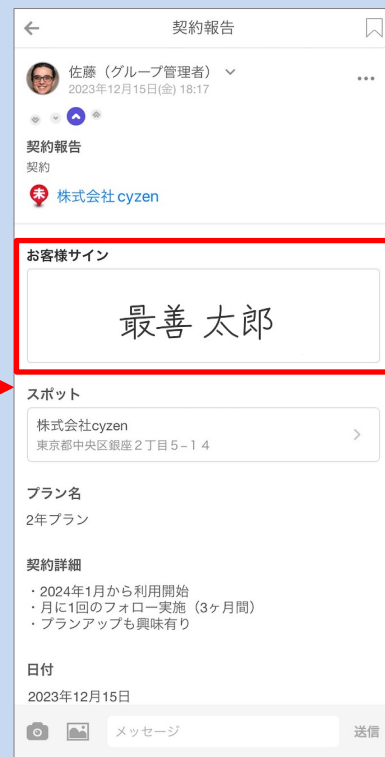 契約報告
佐藤（グループ管理者）
2023年12月15日(金) 18:17
契約報告
契約
未 株式会社cyzen
お客様サイン
最善 太郎
スポット
株式会社cyzen
東京都中央区銀座２丁目５−１４
プラン名
2年プラン
契約詳細
・2024年1月から利用開始
・月に1回のフォロー実施（3ヶ月間）
・プランアップも興味有り
日付
2023年12月15日
メッセージ 送信